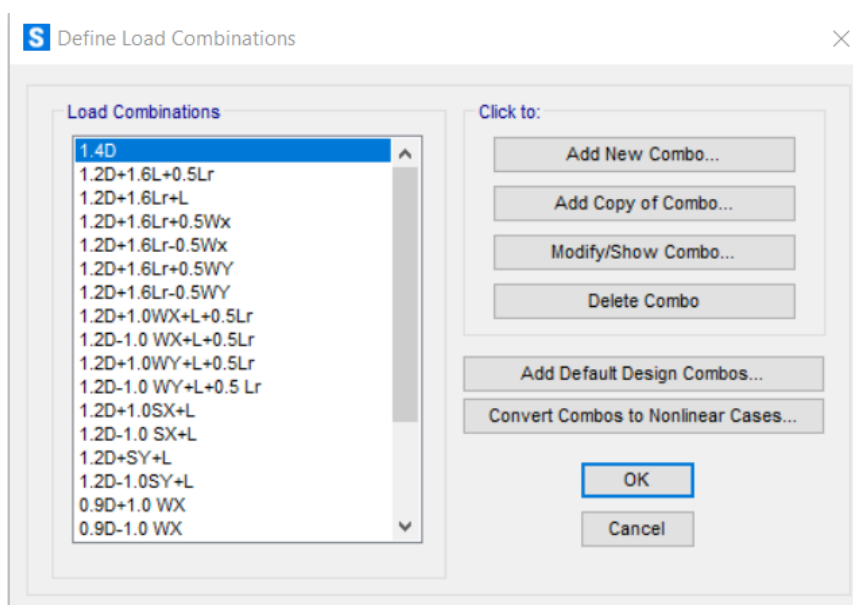 S Define Load Combinations
Load Combinations
1.4D
1.2D+1.6L+0.5Lr
1.2D+1.6Lr+L
1.2D+1.6Lr+0.5Wx
1.2D+1.6Lr-0.5Wx
1.2D+1.6Lr+0.5WY
1.2D+1.6Lr-0.5WY
1.2D+1.0WX+L+0.5Lr
1.2D-1.0 WX+L+0.5Lr
1.2D+1.0WY+L+0.5Lr
1.2D-1.0 WY+L+0.5 Lr
1.2D+1.0SX+L
1.2D-1.0 SX+L
1.2D+SY+L
1.2D-1.0SY+L
0.9D+1.0 WX
0.9D-1.0 WX
Click to:
Add New Combo...
Add Copy of Combo...
Modify/Show Combo...
Delete Combo
Add Default Design Combos...
Convert Combos to Nonlinear Cases...
OK
Cancel